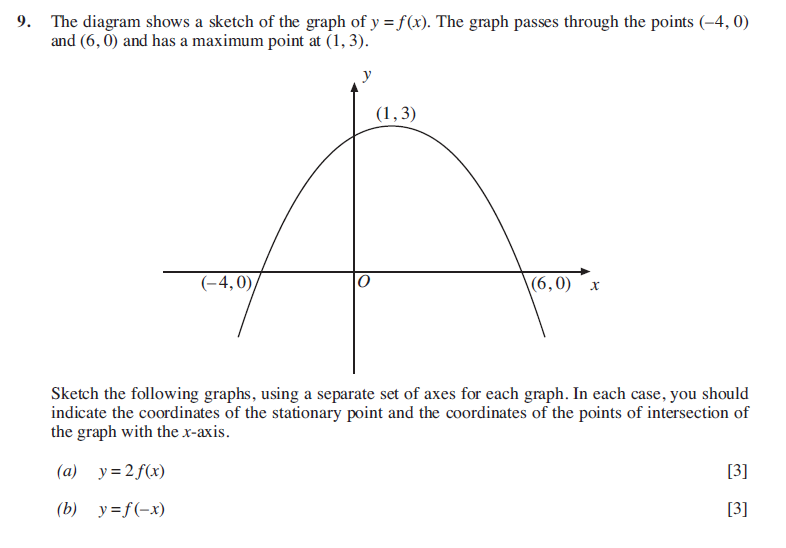 9. The diagram shows a sketch of the graph of y = f(x). The graph passes through the points (–4, 0)
and (6, 0) and has a maximum point at (1, 3).
y
(1, 3)
(–4, 0)
O
(6, 0)
x
Sketch the following graphs, using a separate set of axes for each graph. In each case, you should
indicate the coordinates of the stationary point and the coordinates of the points of intersection of
the graph with the x-axis.
(a) y = 2 f(x) [3]
(b) y = f(–x) [3]